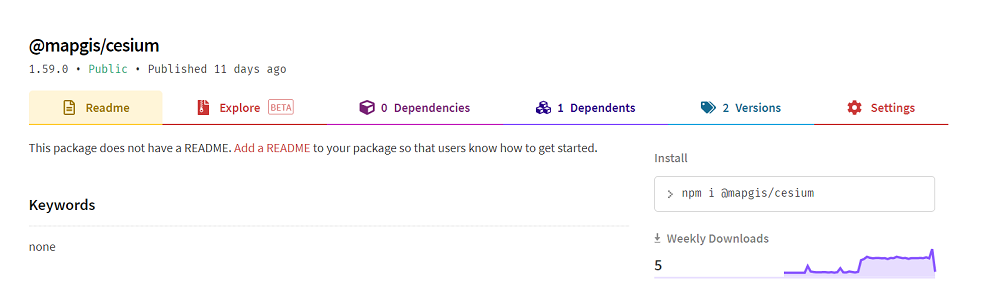 @mapgis/cesium
1.59.0 • Public • Published 11 days ago
Readme
Explore BETA
0 Dependencies
1 Dependents
2 Versions
Settings
This package does not have a README. Add a README to your package so that users know how to get started.
Keywords
none
Install
> npm i @mapgis/cesium
Weekly Downloads
5